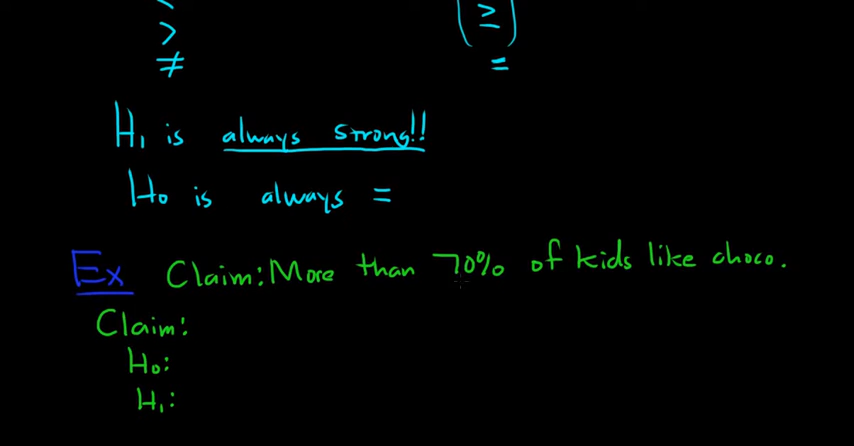 > (≥)
≠ =
H₁ is always strong!!
H₀ is always =
Ex Claim: More than 70% of kids like choco.
Claim:
H₀:
H₁: